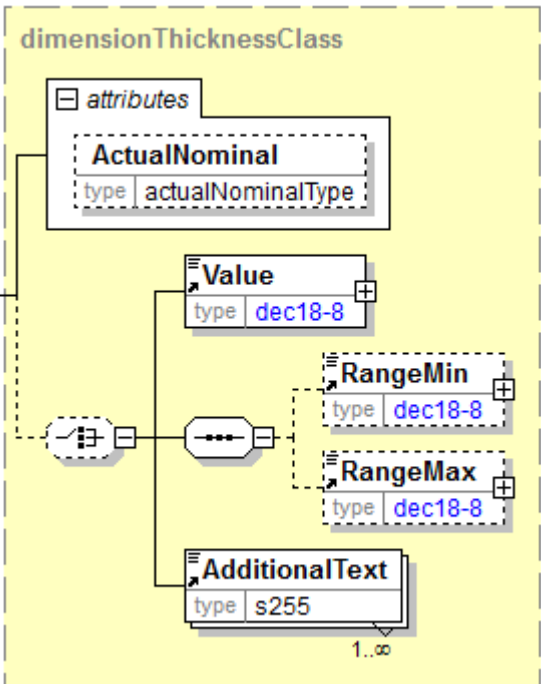 dimensionThicknessClass
attributes
ActualNominal
type actualNominalType
Value
type dec18-8
RangeMin
type dec18-8
RangeMax
type dec18-8
AdditionalText
type s255
1..∞